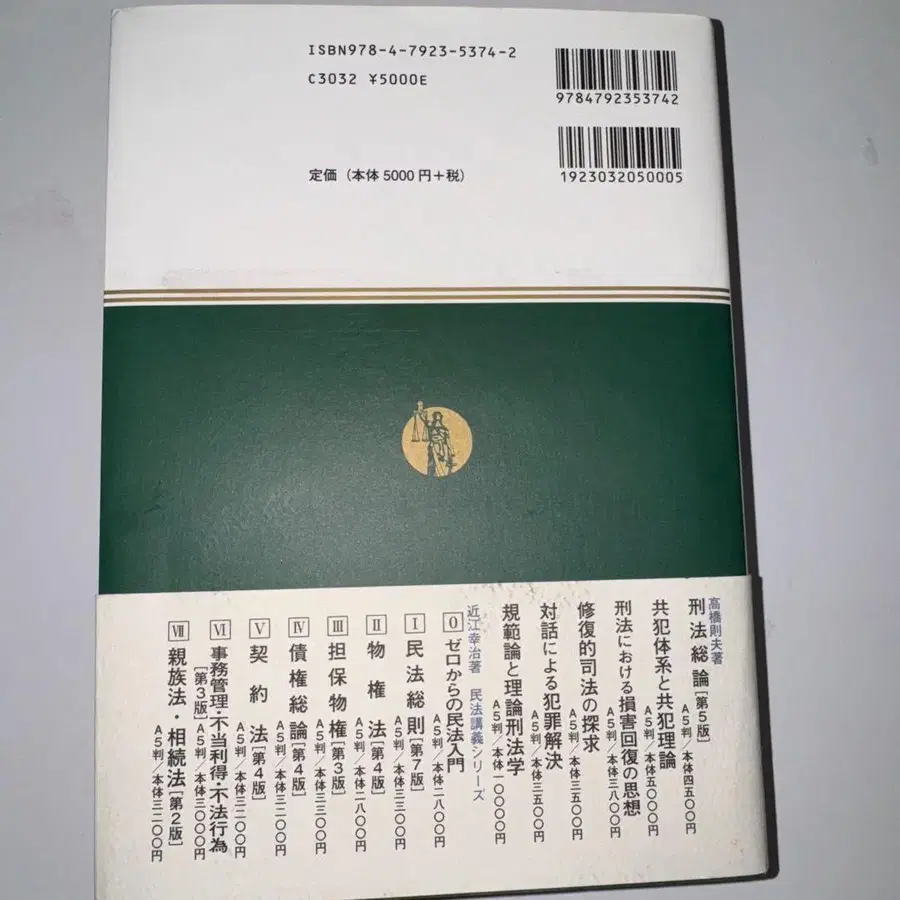 ISBN978-4-7923-5374-2
C3032 ¥5000E
定価(本体5000円+税)
9784792353742
1923032050005
高橋則夫著
刑法総論[第5版] A5判/本体四五〇〇円
共犯体系と共犯理論 A5判/本体五〇〇〇円
刑法における損害回復の思想 A5判/本体三八〇〇円
修復的司法の探求 A5判/本体三五〇〇円
対話による犯罪解決 A5判/本体三五〇〇円
規範論と理論刑法学 A5判/本体一〇〇〇〇円
近江幸治著 民法講義シリーズ
0 ゼロからの民法入門 A5判/本体二八〇〇円
Ⅰ 民法総則[第7版] A5判/本体三〇〇〇円
Ⅱ 物権法[第4版] A5判/本体二八〇〇円
Ⅲ 担保物権[第3版] A5判/本体三〇〇〇円
Ⅳ 債権総論[第4版] A5判/本体三二〇〇円
Ⅴ 契約法[第4版] A5判/本体三二〇〇円
Ⅵ 事務管理・不当利得・不法行為[第3版] A5判/本体三〇〇〇円
Ⅶ 親族法・相続法[第2版] A5判/本体三二〇〇円